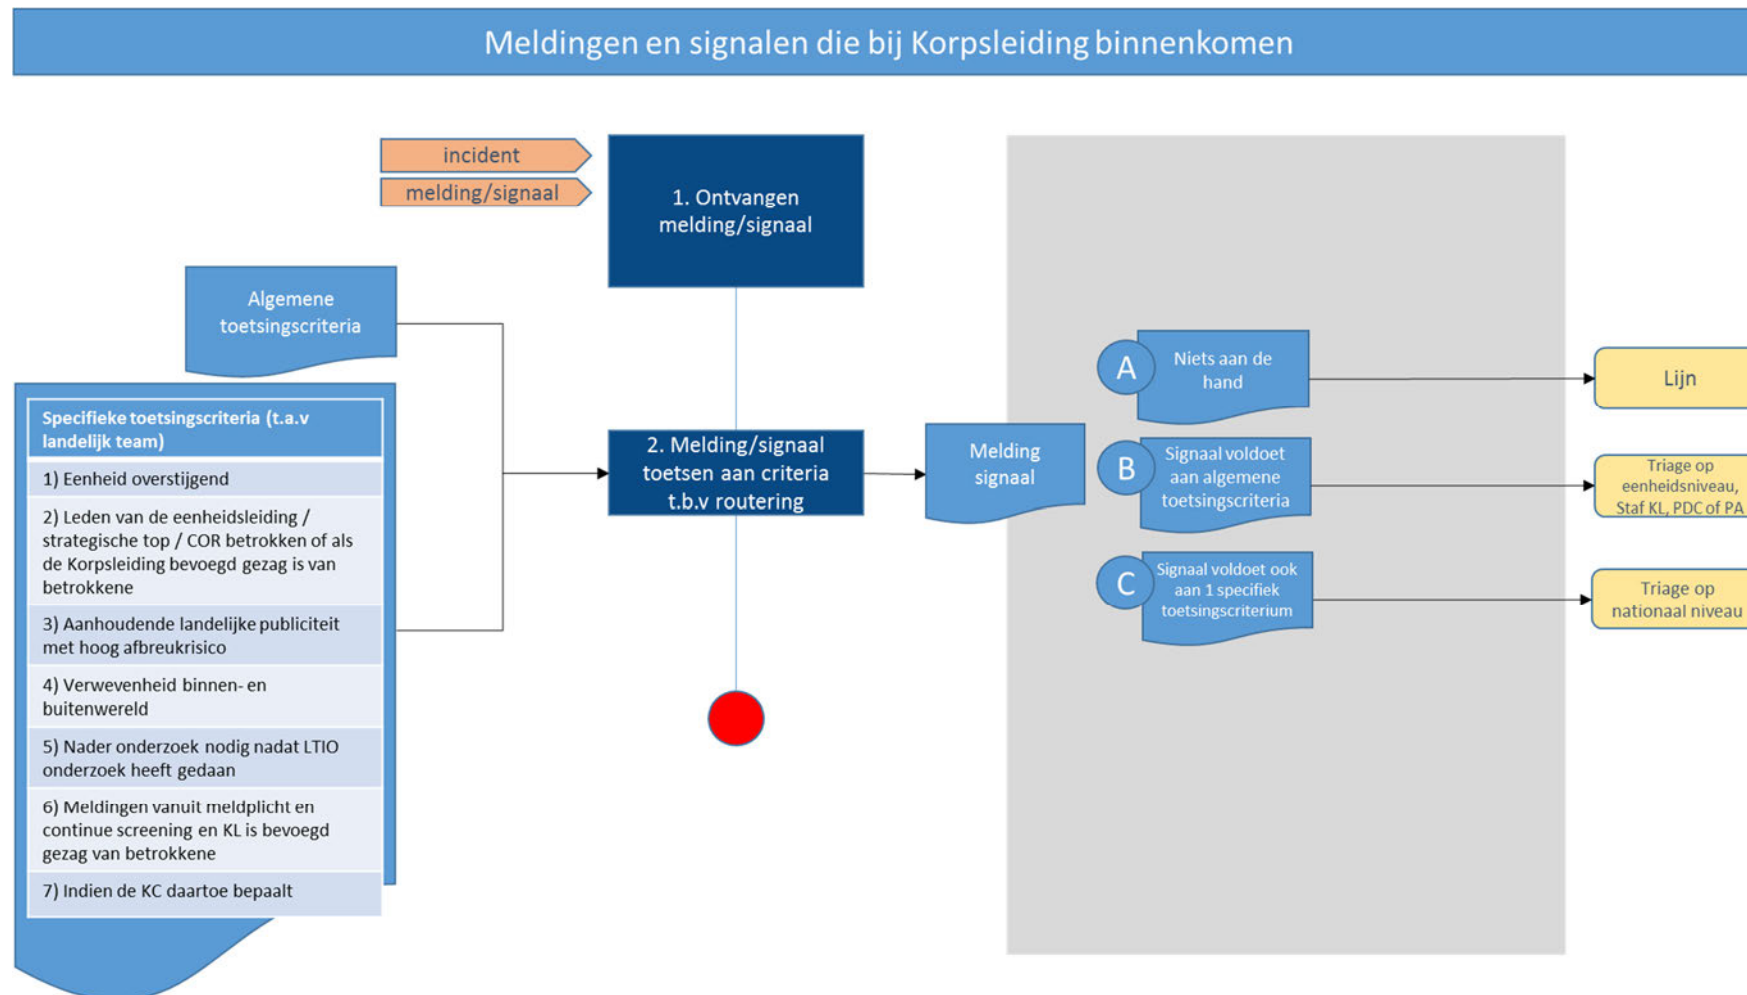 Meldingen en signalen die bij Korpsleiding binnenkomen
incident
melding/signaal
1. Ontvangen
melding/signaal
Algemene
toetsingscriteria
Specifieke toetsingscriteria (t.a.v
landelijk team)
1) Eenheid overstijgend
2) Leden van de eenheidsleiding /
strategische top / COR betrokken of als
de Korpsleiding bevoegd gezag is van
betrokkene
3) Aanhoudende landelijke publiciteit
met hoog afbreukrisico
4) Verwevenheid binnen- en
buitenwereld
5) Nader onderzoek nodig nadat LTIO
onderzoek heeft gedaan
6) Meldingen vanuit meldplicht en
continue screening en KL is bevoegd
gezag van betrokkene
7) Indien de KC daartoe bepaalt
2. Melding/signaal
toetsen aan criteria
t.b.v routering
Melding
signaal
A
Niets aan de
hand
Lijn
B
Signaal voldoet
aan algemene
toetsingscriteria
Triage op
eenheidsniveau,
Staf KL, PDC of PA
C
Signaal voldoet ook
aan 1 specifiek
toetsingscriterium
Triage op
nationaal niveau